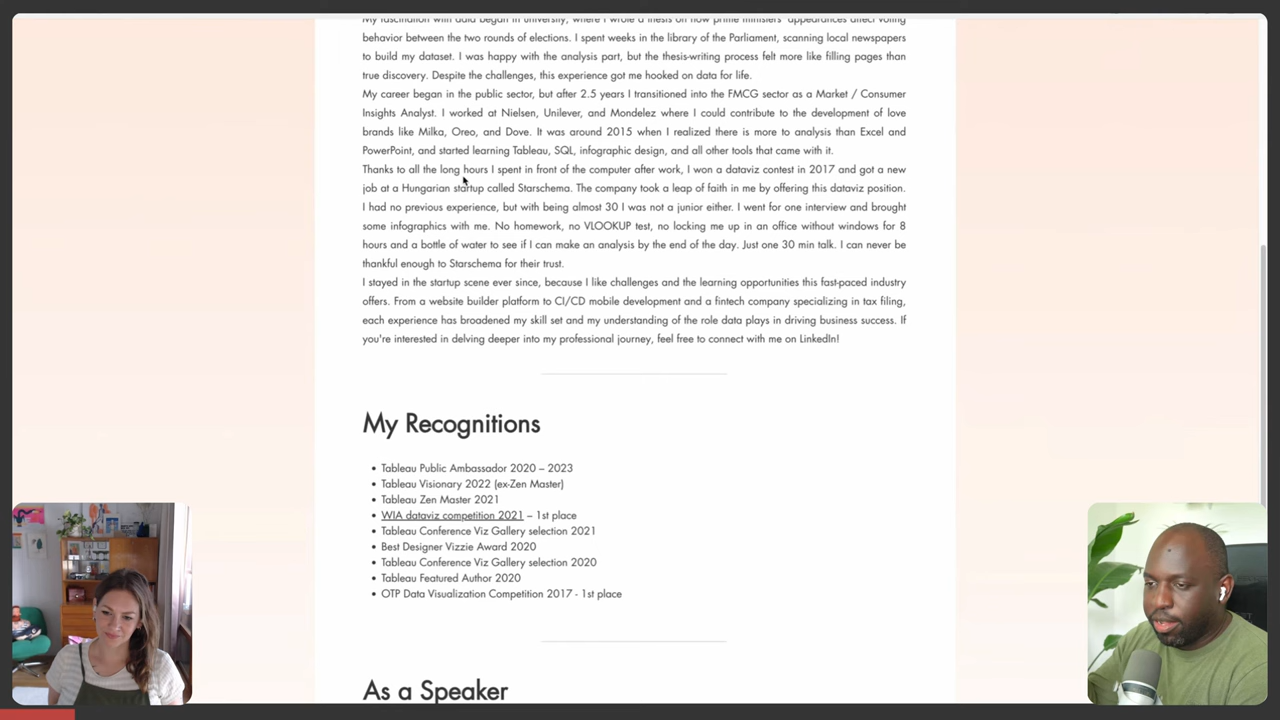 My fascination with data began in university, where I wrote a thesis on how prime ministers' appearances affect voting
behavior between the two rounds of elections. I spent weeks in the library of the Parliament, scanning local newspapers
to build my dataset. I was happy with the analysis part, but the thesis-writing process felt more like filling pages than
true discovery. Despite the challenges, this experience got me hooked on data for life.
My career began in the public sector, but after 2.5 years I transitioned into the FMCG sector as a Market / Consumer
Insights Analyst. I worked at Nielsen, Unilever, and Mondelez where I could contribute to the development of love
brands like Milka, Oreo, and Dove. It was around 2015 when I realized there is more to analysis than Excel and
PowerPoint, and started learning Tableau, SQL, infographic design, and all other tools that came with it.
Thanks to all the long hours I spent in front of the computer after work, I won a dataviz contest in 2017 and got a new
job at a Hungarian startup called Starschema. The company took a leap of faith in me by offering this dataviz position.
I had no previous experience, but with being almost 30 I was not a junior either. I went for one interview and brought
some infographics with me. No homework, no VLOOKUP test, no locking me up in an office without windows for 8
hours and a bottle of water to see if I can make an analysis by the end of the day. Just one 30 min talk. I can never be
thankful enough to Starschema for their trust.
I stayed in the startup scene ever since, because I like challenges and the learning opportunities this fast-paced industry
offers. From a website builder platform to CI/CD mobile development and a fintech company specializing in tax filing,
each experience has broadened my skill set and my understanding of the role data plays in driving business success. If
you're interested in delving deeper into my professional journey, feel free to connect with me on LinkedIn!
My Recognitions
• Tableau Public Ambassador 2020 – 2023
• Tableau Visionary 2022 (ex-Zen Master)
• Tableau Zen Master 2021
• WIA dataviz competition 2021 – 1st place
• Tableau Conference Viz Gallery selection 2021
• Best Designer Vizzie Award 2020
• Tableau Conference Viz Gallery selection 2020
• Tableau Featured Author 2020
• OTP Data Visualization Competition 2017 - 1st place
As a Speaker